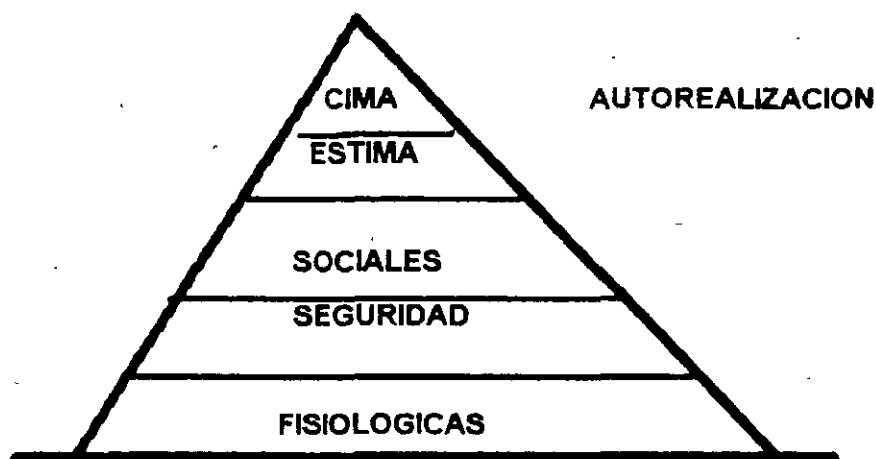 CIMA AUTOREALIZACION
ESTIMA
SOCIALES
SEGURIDAD
FISIOLOGICAS